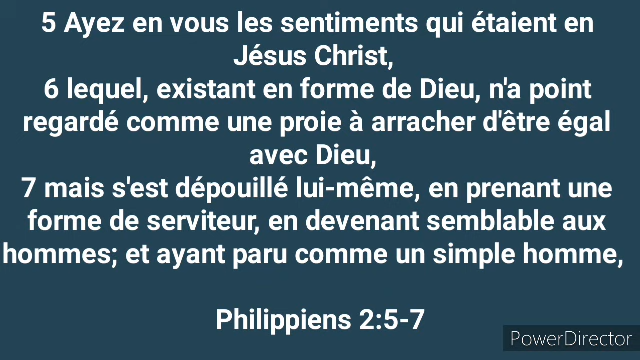 5 Ayez en vous les sentiments qui étaient en
Jésus Christ,
6 lequel, existant en forme de Dieu, n'a point
regardé comme une proie à arracher d'être égal
avec Dieu,
7 mais s'est dépouillé lui-même, en prenant une
forme de serviteur, en devenant semblable aux
hommes; et ayant paru comme un simple homme,
Philippiens 2:5-7
PowerDirector